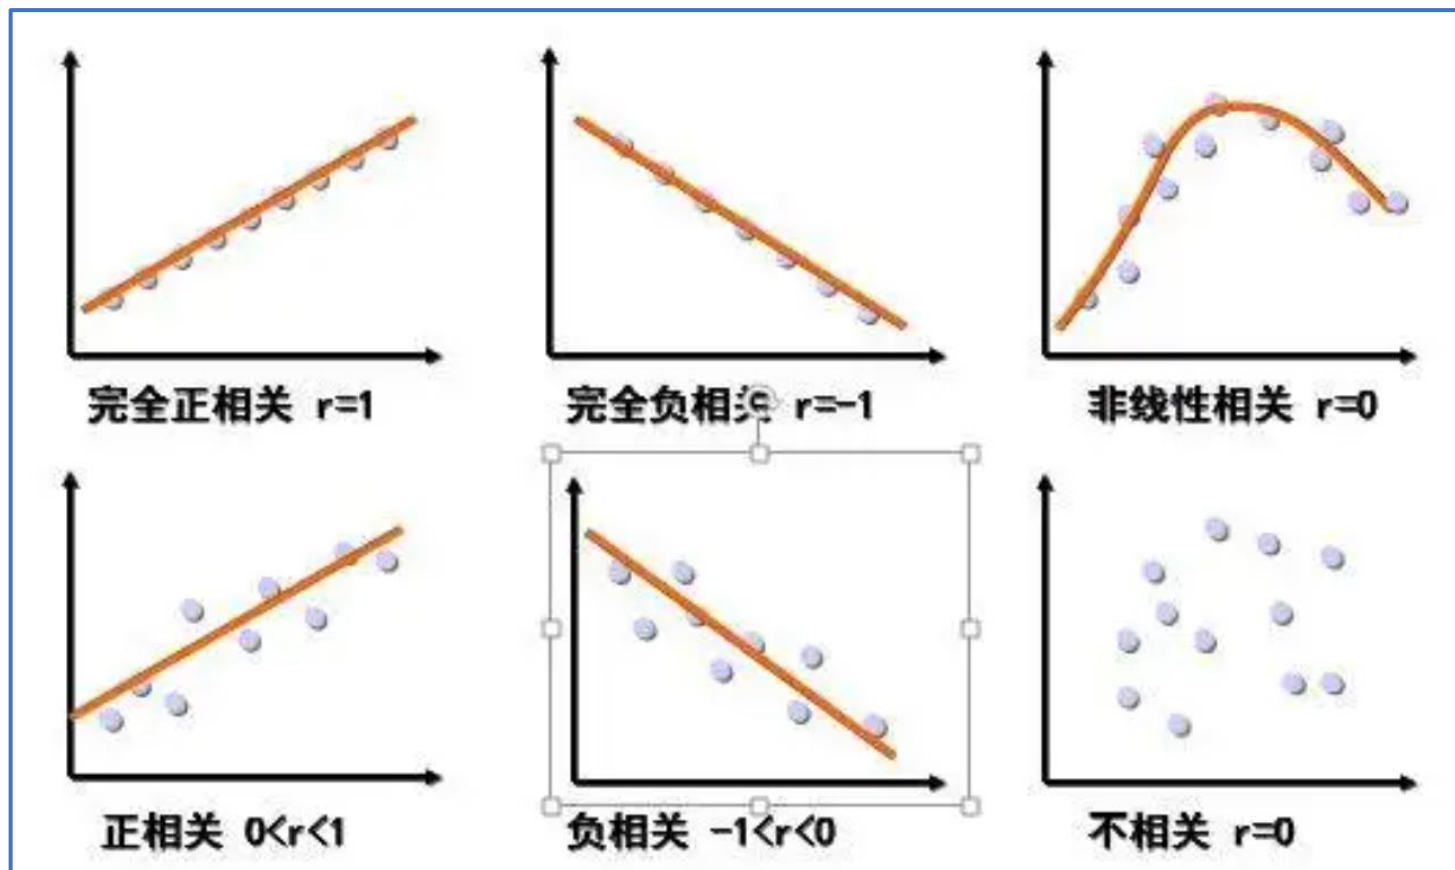 完全正相关 r=1
完全负相关 r=-1
非线性相关 r=0
正相关 0<r<1
负相关 -1<r<0
不相关 r=0